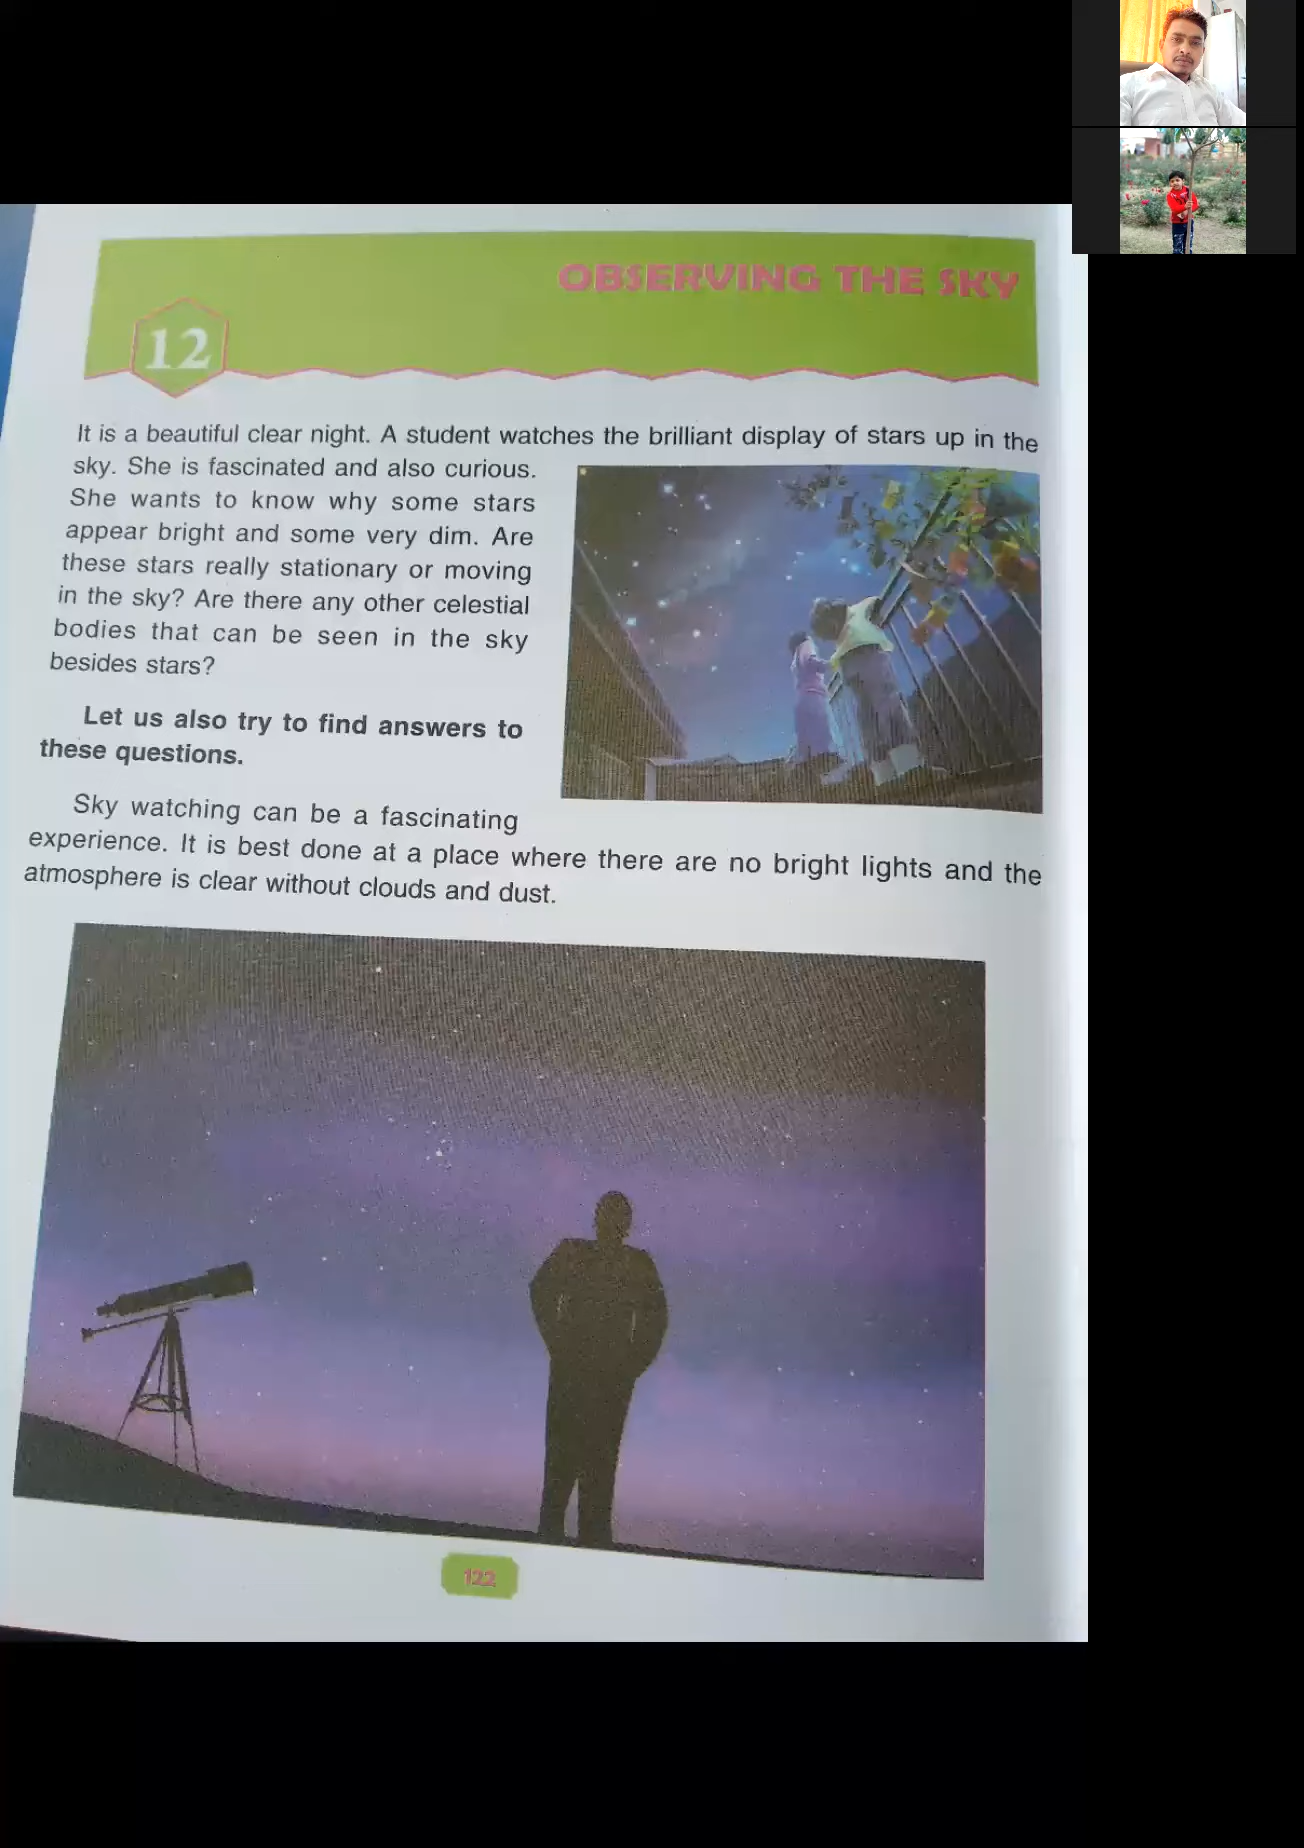 OBSERVING THE SKY
12
It is a beautiful clear night. A student watches the brilliant display of stars up in the
sky. She is fascinated and also curious.
She wants to know why some stars
appear bright and some very dim. Are
these stars really stationary or moving
in the sky? Are there any other celestial
bodies that can be seen in the sky
besides stars?
Let us also try to find answers to
these questions.
Sky watching can be a fascinating
experience. It is best done at a place where there are no bright lights and the
atmosphere is clear without clouds and dust.
122